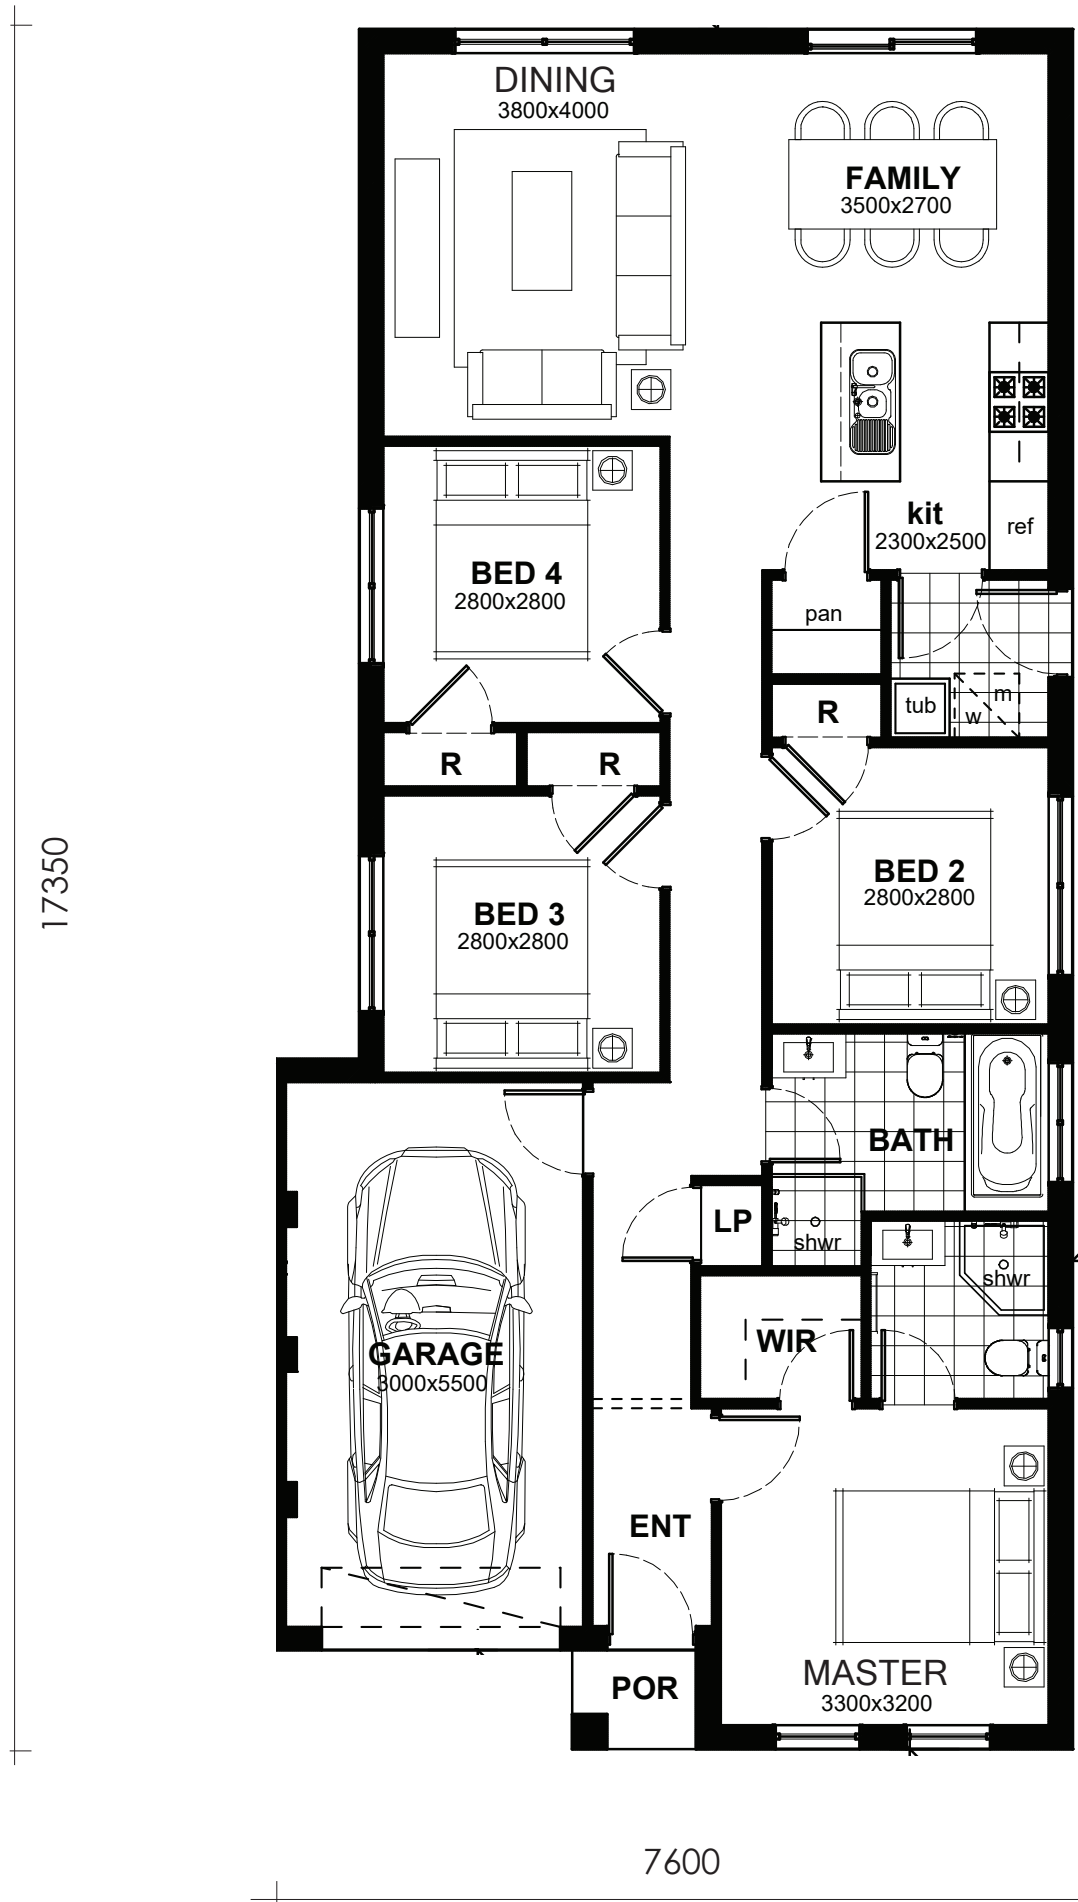 DINING
3800x4000
FAMILY
3500x2700
kit
2300x2500
ref
BED 4
2800x2800
pan
R
tub
w
m
R
R
17350
BED 2
2800x2800
BED 3
2800x2800
BATH
LP
shwr
shwr
WIR
GARAGE
3000x5500
ENT
MASTER
3300x3200
POR
7600